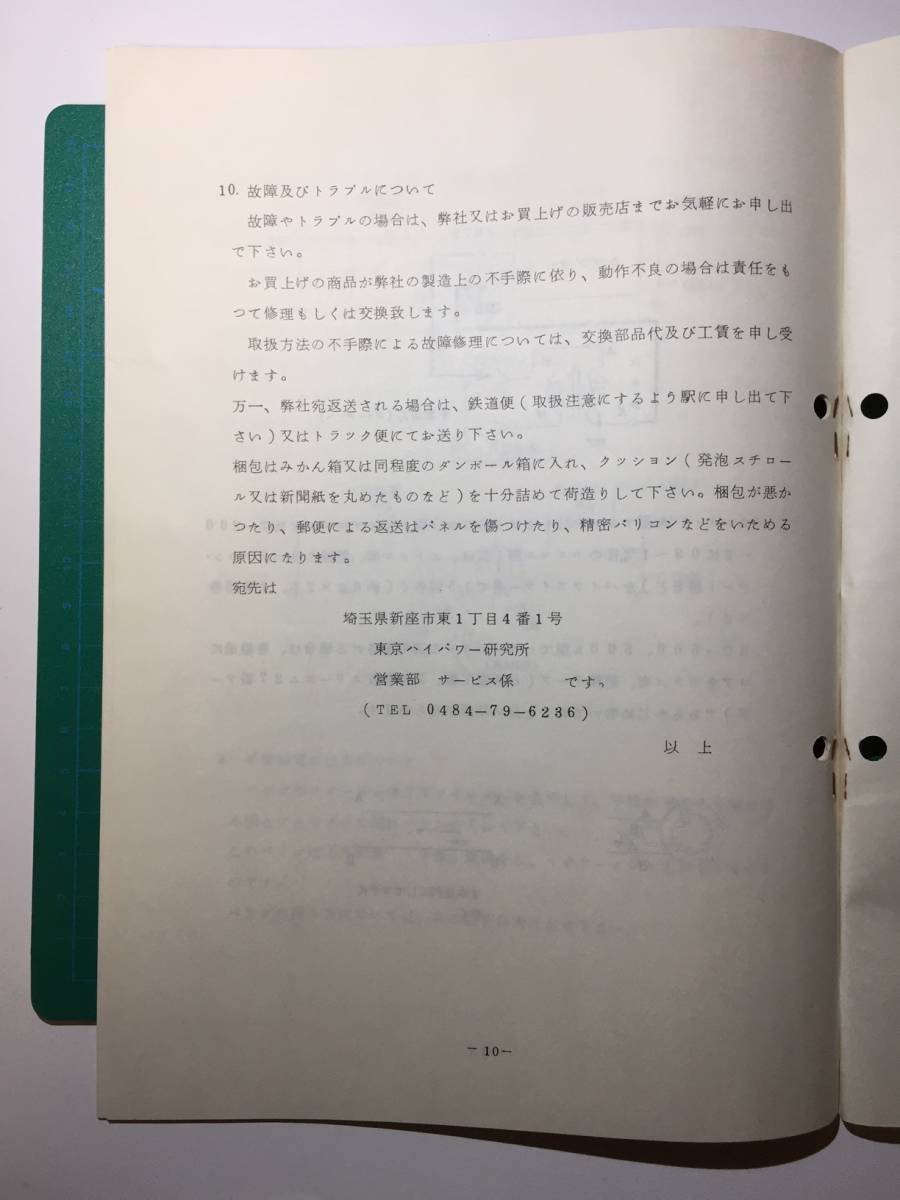 10. 故障及びトラブルについて
故障やトラブルの場合は、弊社又はお買上げの販売店までお気軽にお申し出
で下さい。
お買上げの商品が弊社の製造上の不手際に依り、動作不良の場合は責任をも
つて修理もしくは交換致します。
取扱方法の不手際による故障修理については、交換部品代及び工賃を申し受
けます。
万一、弊社宛返送される場合は、鉄道便(取扱注意にするよう駅に申し出て下
さい)又はトラック便にてお送り下さい。
梱包はみかん箱又は同程度のダンボール箱に入れ、クッション(発泡スチロー
ル又は新聞紙を丸めたものなど)を十分詰めて荷造りして下さい。梱包が悪か
つたり、郵便による返送はパネルを傷つけたり、精密バリコンなどをいためる
原因になります。
宛先は
埼玉県新座市東1丁目4番1号
東京ハイパワー研究所
営業部 サービス係 です。
(TEL 0484-79-6236)
以上
-10-